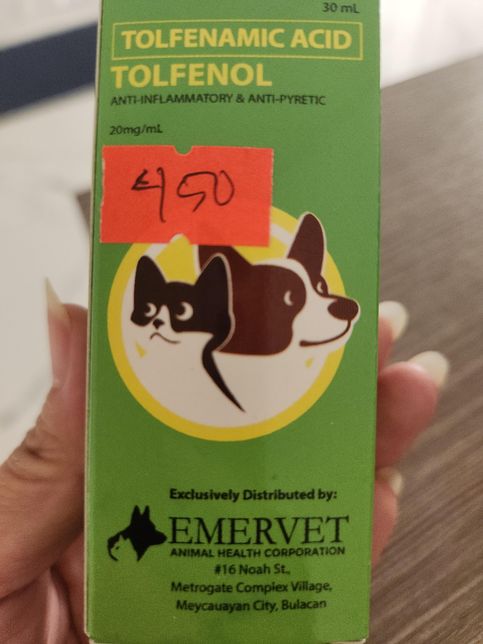 30 mL
TOLFENAMIC ACID
TOLFENOL
ANTI-INFLAMMATORY & ANTI-PYRETIC
20mg/mL
450
Exclusively Distributed by:
EMERVET
ANIMAL HEALTH CORPORATION
#16 Noah St.,
Metrogate Complex Village,
Meycauayan City, Bulacan